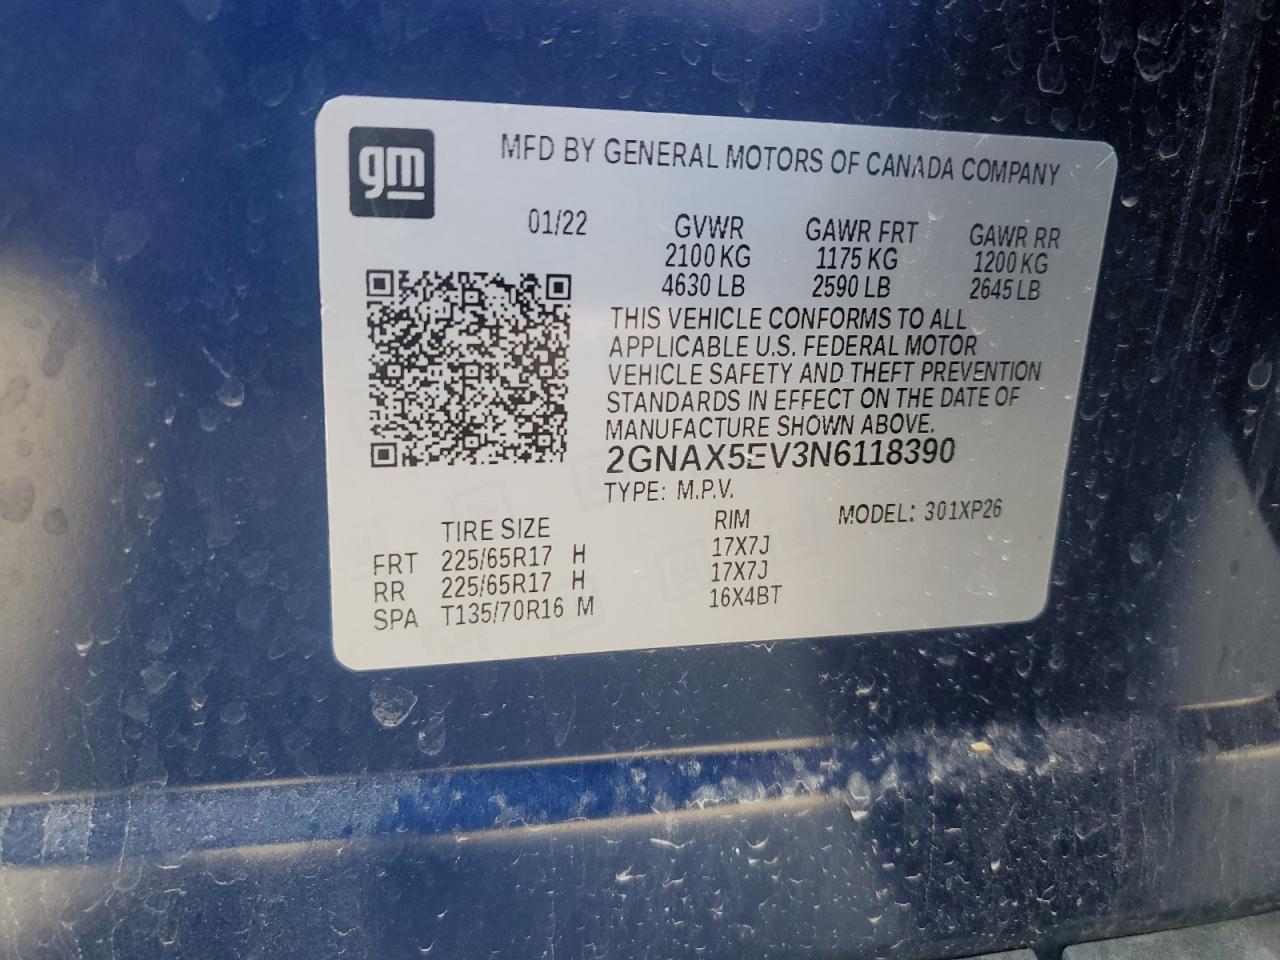 gm
MFD BY GENERAL MOTORS OF CANADA COMPANY
01/22 GVWR GAWR FRT GAWR RR
2100 KG 1175 KG 1200 KG
4630 LB 2590 LB 2645 LB
THIS VEHICLE CONFORMS TO ALL
APPLICABLE U.S. FEDERAL MOTOR
VEHICLE SAFETY AND THEFT PREVENTION
STANDARDS IN EFFECT ON THE DATE OF
MANUFACTURE SHOWN ABOVE.
2GNAX5EV3N6118390
TYPE: M.P.V.
MODEL: 301XP26
TIRE SIZE RIM
FRT 225/65R17 H 17X7J
RR 225/65R17 H 17X7J
SPA T135/70R16 M 16X4BT